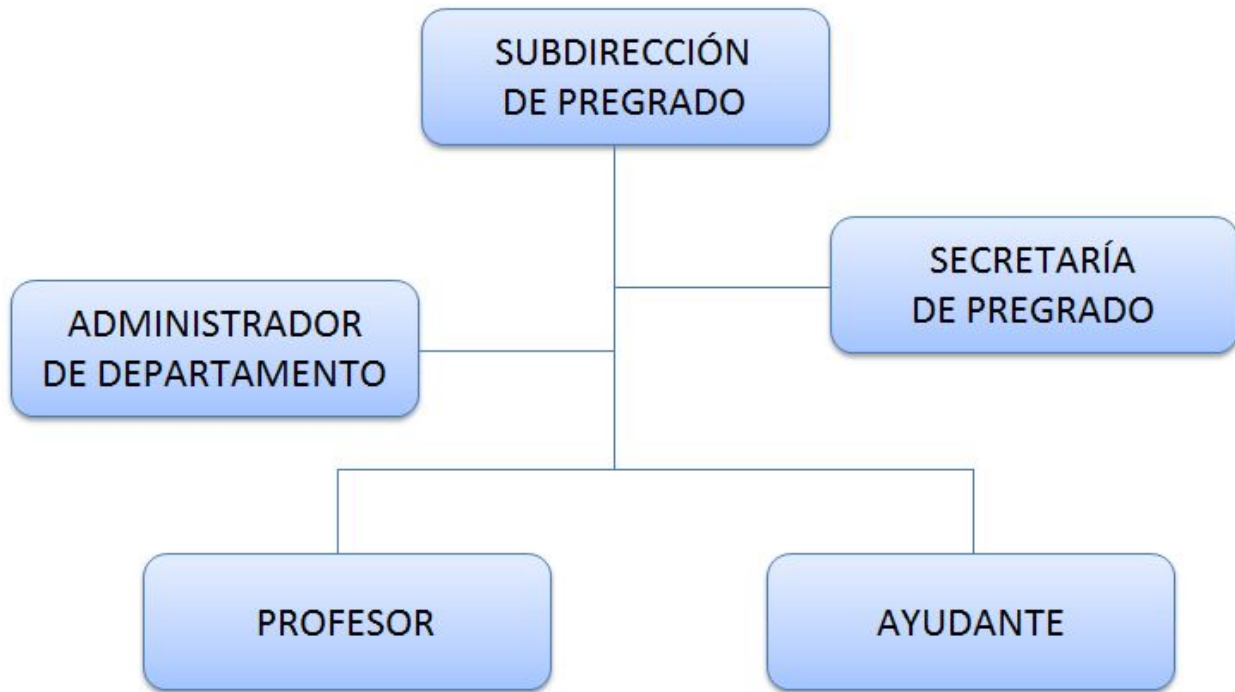 SUBDIRECCIÓN
DE PREGRADO
SECRETARÍA
DE PREGRADO
ADMINISTRADOR
DE DEPARTAMENTO
PROFESOR
AYUDANTE